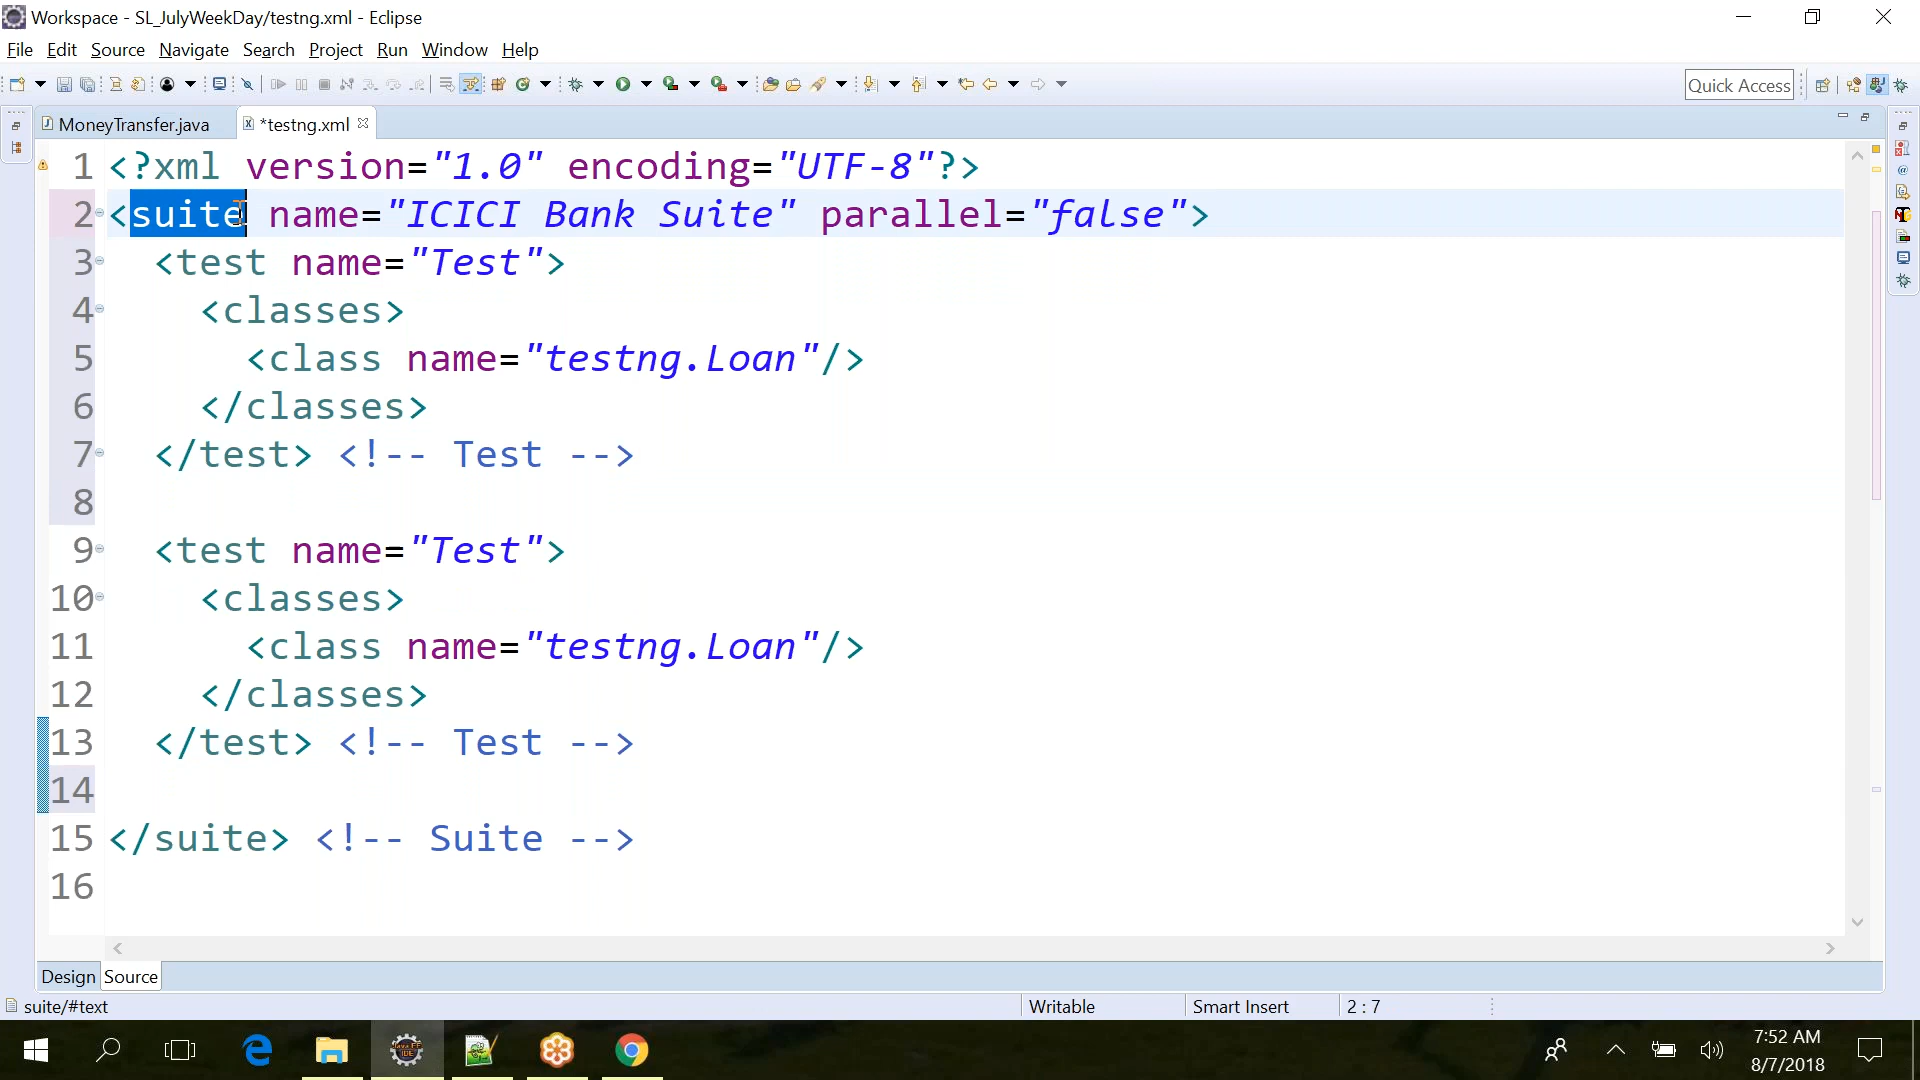 Workspace - SL_JulyWeekDay/testng.xml - Eclipse
File Edit Source Navigate Search Project Run Window Help
Quick Access
MoneyTransfer.java *testng.xml
1 <?xml version="1.0" encoding="UTF-8"?>
2 <suite name="ICICI Bank Suite" parallel="false">
3 <test name="Test">
4 <classes>
5 <class name="testng.Loan"/>
6 </classes>
7 </test> <!-- Test -->
8
9 <test name="Test">
10 <classes>
11 <class name="testng.Loan"/>
12 </classes>
13 </test> <!-- Test -->
14
15 </suite> <!-- Suite -->
16
Design Source
suite/#text Writable Smart Insert 2 : 7
7:52 AM
8/7/2018